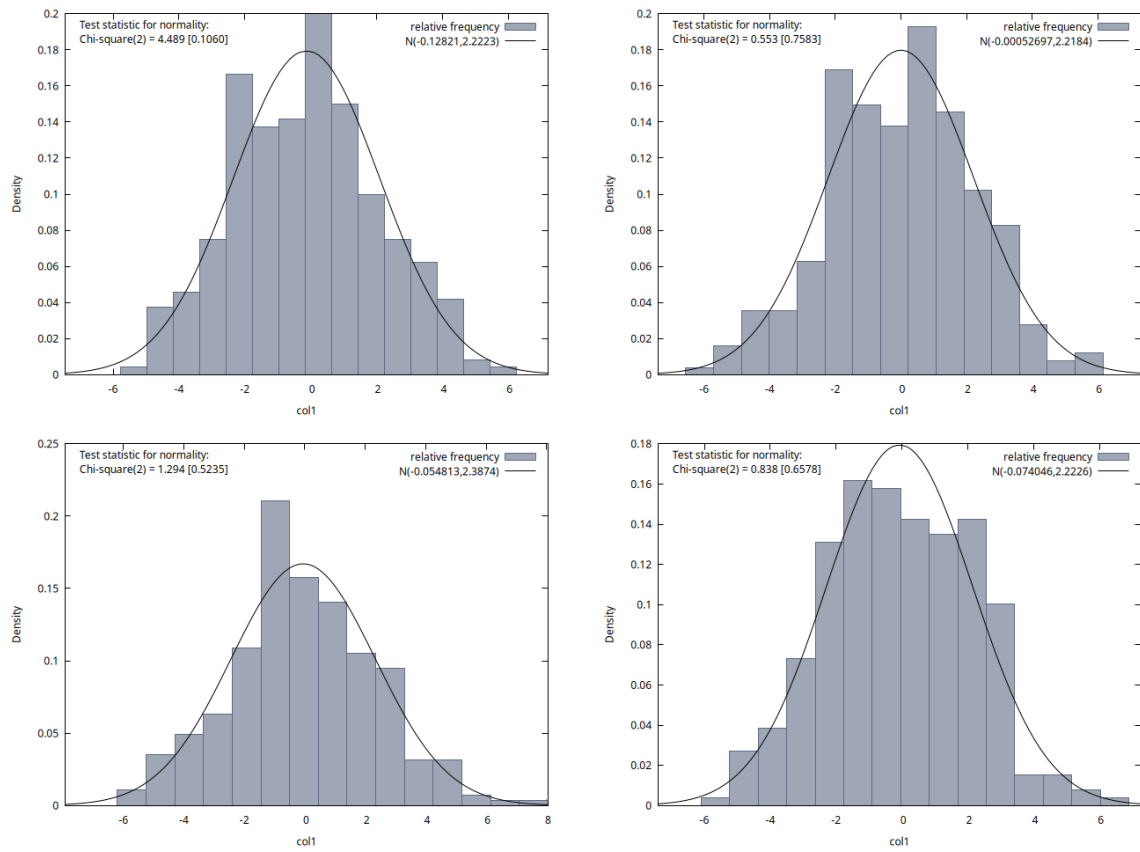 Test statistic for normality:
Chi-square(2) = 4.489 [0.1060]
relative frequency
N(-0.12821,2.2223)
0.2
0.18
0.16
0.14
0.12
0.1
0.08
0.06
0.04
0.02
0
Density
-6 -4 -2 0 2 4 6
col1
Test statistic for normality:
Chi-square(2) = 0.553 [0.7583]
relative frequency
N(-0.00052697,2.2184)
0.2
0.18
0.16
0.14
0.12
0.1
0.08
0.06
0.04
0.02
0
Density
-6 -4 -2 0 2 4 6
col1
Test statistic for normality:
Chi-square(2) = 1.294 [0.5235]
relative frequency
N(-0.054813,2.3874)
0.25
0.2
0.15
0.1
0.05
0
Density
-6 -4 -2 0 2 4 6 8
col1
Test statistic for normality:
Chi-square(2) = 0.838 [0.6578]
relative frequency
N(-0.074046,2.2226)
0.18
0.16
0.14
0.12
0.1
0.08
0.06
0.04
0.02
0
Density
-6 -4 -2 0 2 4 6
col1